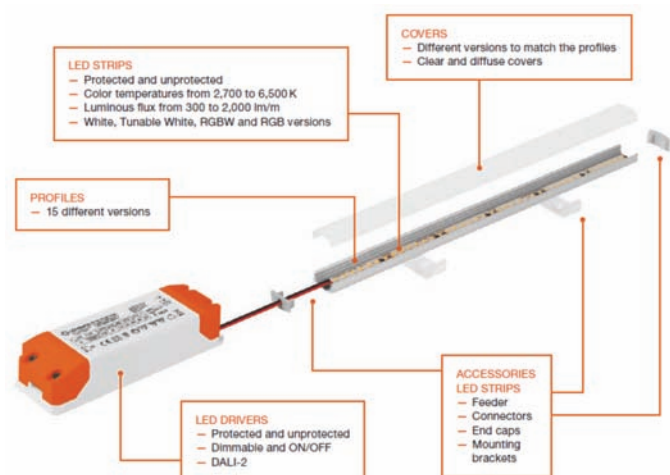 COVERS
– Different versions to match the profiles
– Clear and diffuse covers
LED STRIPS
– Protected and unprotected
– Color temperatures from 2,700 to 6,500 K
– Luminous flux from 300 to 2,000 lm/m
– White, Tunable White, RGBW and RGB versions
PROFILES
– 15 different versions
ACCESSORIES
LED STRIPS
– Feeder
– Connectors
– End caps
– Mounting
brackets
LED DRIVERS
– Protected and unprotected
– Dimmable and ON/OFF
– DALI-2